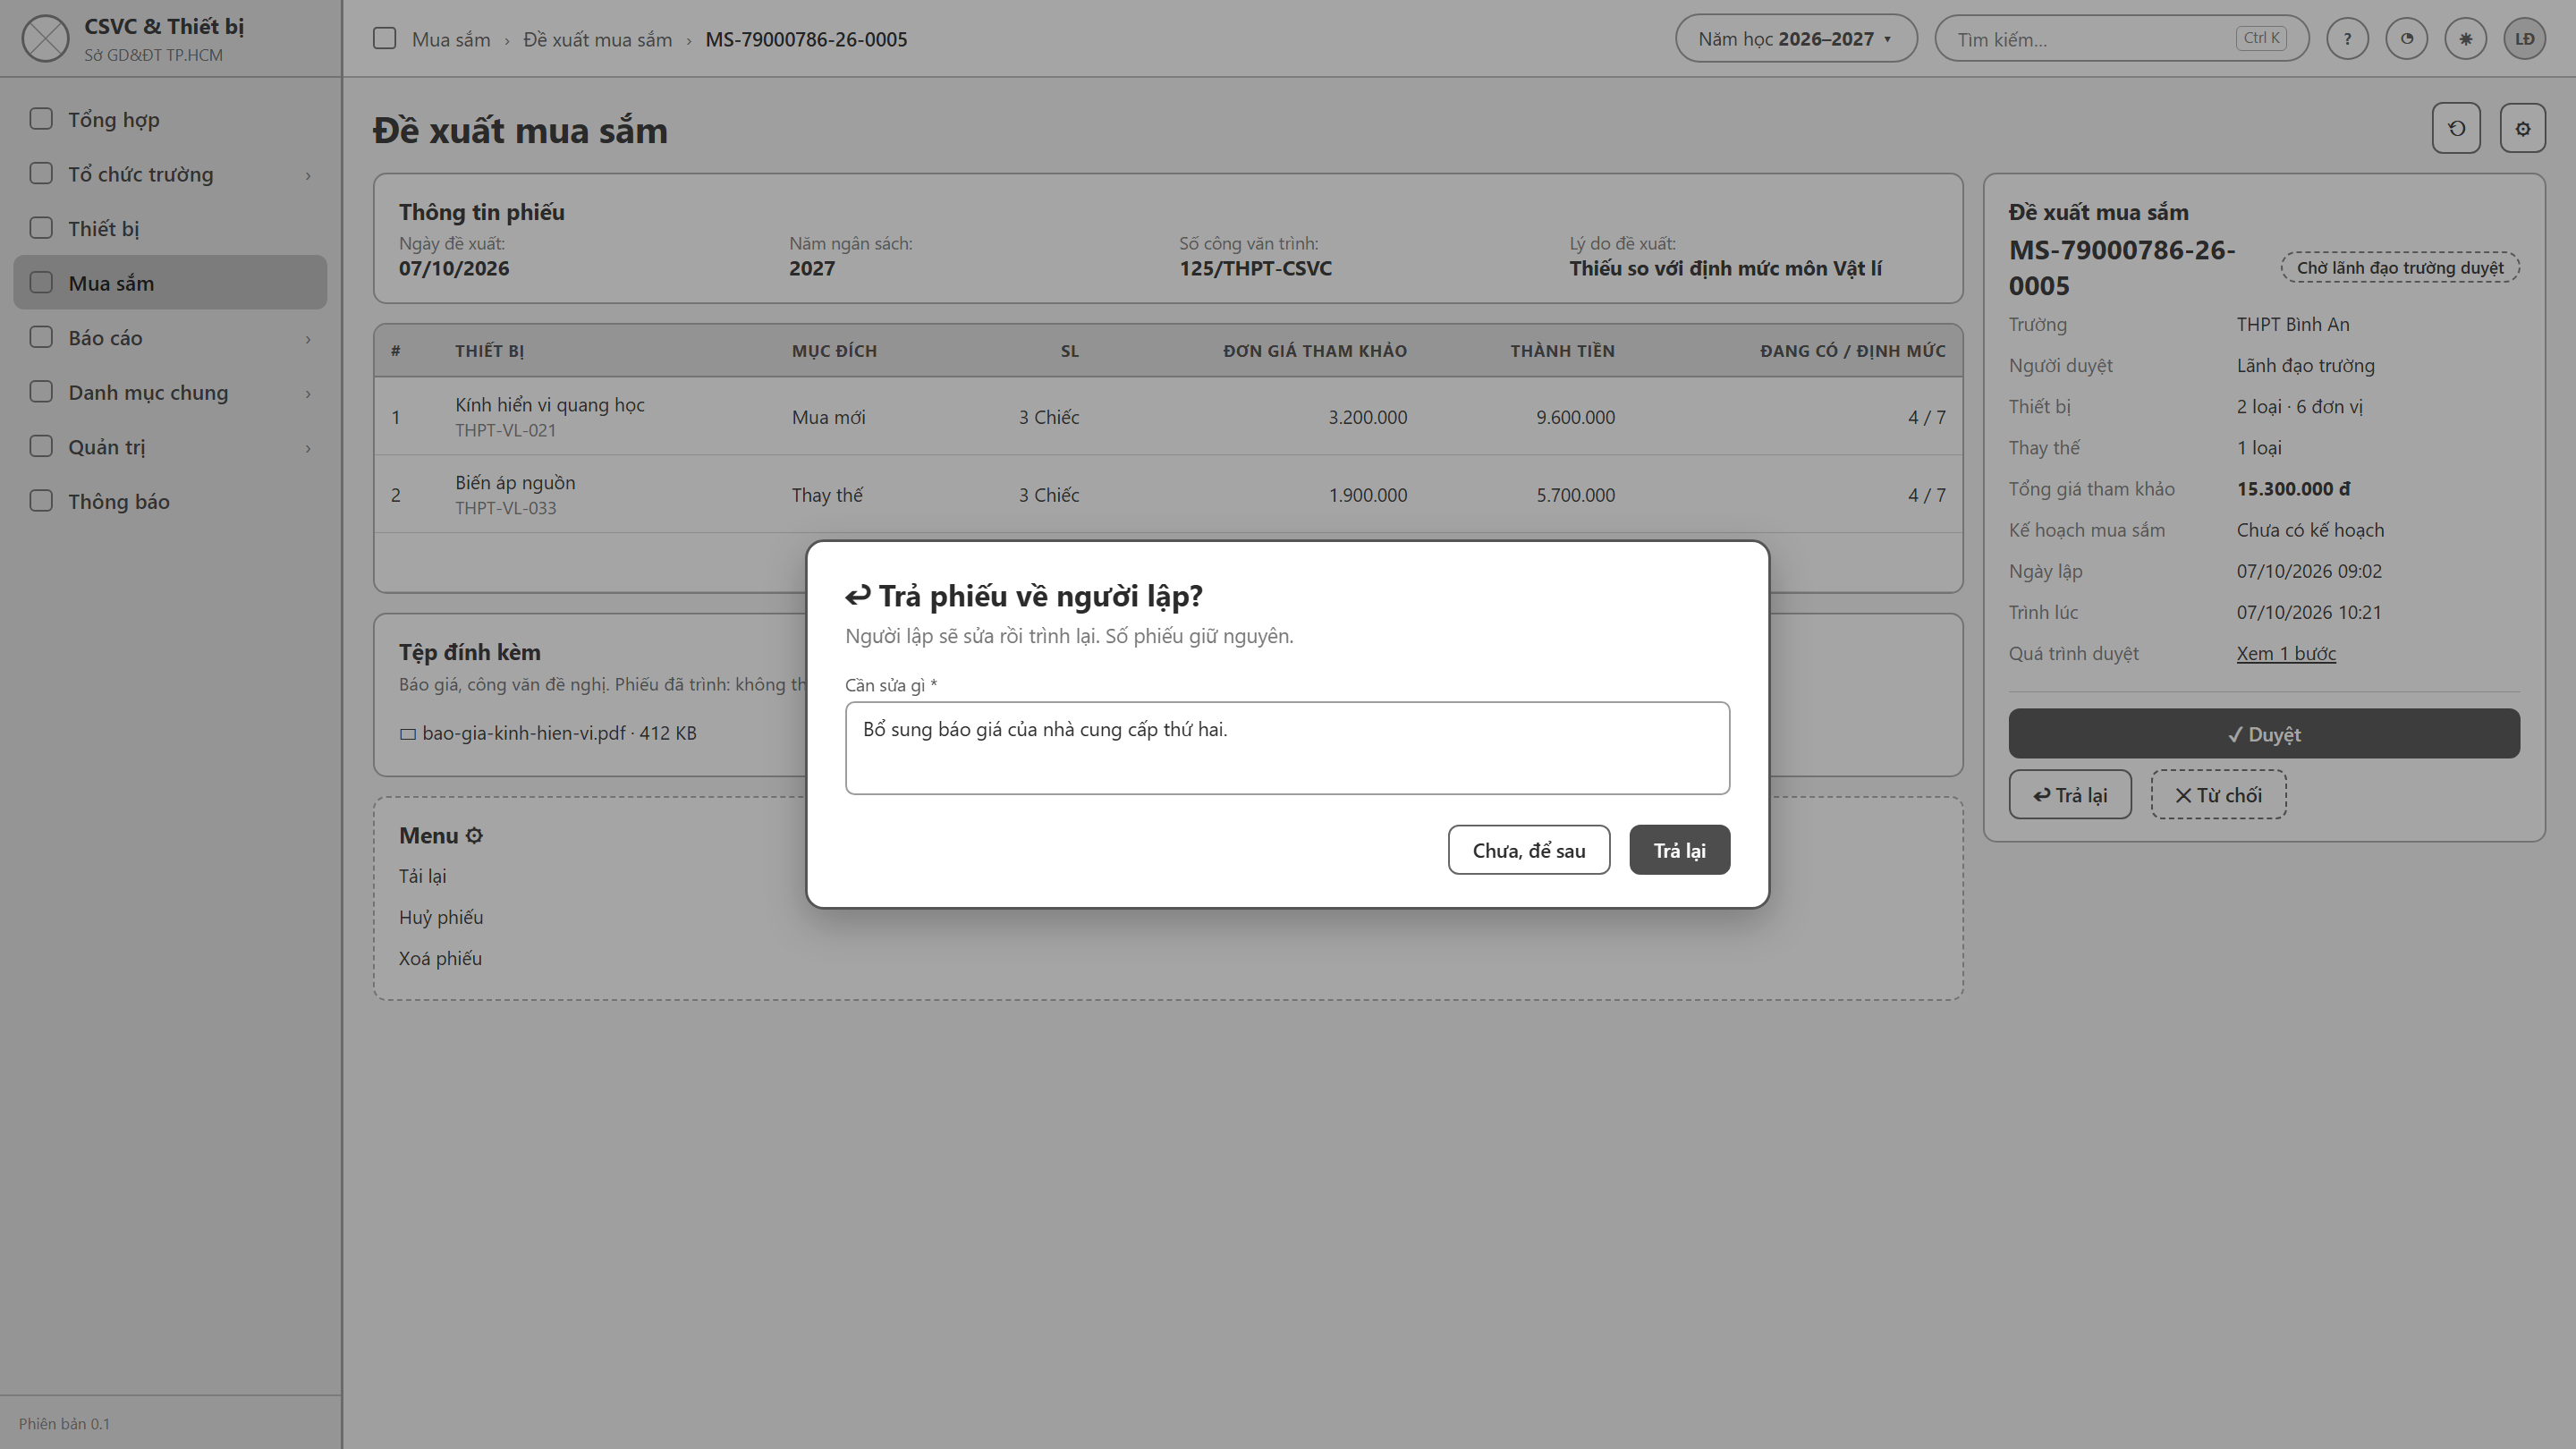 CSVC & Thiết bị
Sở GD&ĐT TP.HCM
Mua sắm › Đề xuất mua sắm › MS-79000786-26-0005
Năm học 2026–2027 ▾
Tìm kiếm... Ctrl K
?
LĐ
Tổng hợp
Tổ chức trường ›
Thiết bị
Mua sắm
Báo cáo ›
Danh mục chung ›
Quản trị ›
Thông báo
Phiên bản 0.1
Đề xuất mua sắm
Thông tin phiếu
Ngày đề xuất: Năm ngân sách: Số công văn trình: Lý do đề xuất:
07/10/2026 2027 125/THPT-CSVC Thiếu so với định mức môn Vật lí
# THIẾT BỊ MỤC ĐÍCH SL ĐƠN GIÁ THAM KHẢO THÀNH TIỀN ĐANG CÓ / ĐỊNH MỨC
1 Kính hiển vi quang học Mua mới 3 Chiếc 3.200.000 9.600.000 4 / 7
THPT-VL-021
2 Biến áp nguồn Thay thế 3 Chiếc 1.900.000 5.700.000 4 / 7
THPT-VL-033
Tệp đính kèm
Báo giá, công văn đề nghị. Phiếu đã trình: không
bao-gia-kinh-hien-vi.pdf · 412 KB
Menu ⚙
Tải lại
Huỷ phiếu
Xoá phiếu
↩ Trả phiếu về người lập?
Người lập sẽ sửa rồi trình lại. Số phiếu giữ nguyên.
Cần sửa gì *
Bổ sung báo giá của nhà cung cấp thứ hai.
Chưa, để sau
Trả lại
Đề xuất mua sắm
MS-79000786-26-
0005
Chờ lãnh đạo trường duyệt
Trường THPT Bình An
Người duyệt Lãnh đạo trường
Thiết bị 2 loại · 6 đơn vị
Thay thế 1 loại
Tổng giá tham khảo 15.300.000 đ
Kế hoạch mua sắm Chưa có kế hoạch
Ngày lập 07/10/2026 09:02
Trình lúc 07/10/2026 10:21
Quá trình duyệt Xem 1 bước
✓ Duyệt
↩ Trả lại
✕ Từ chối